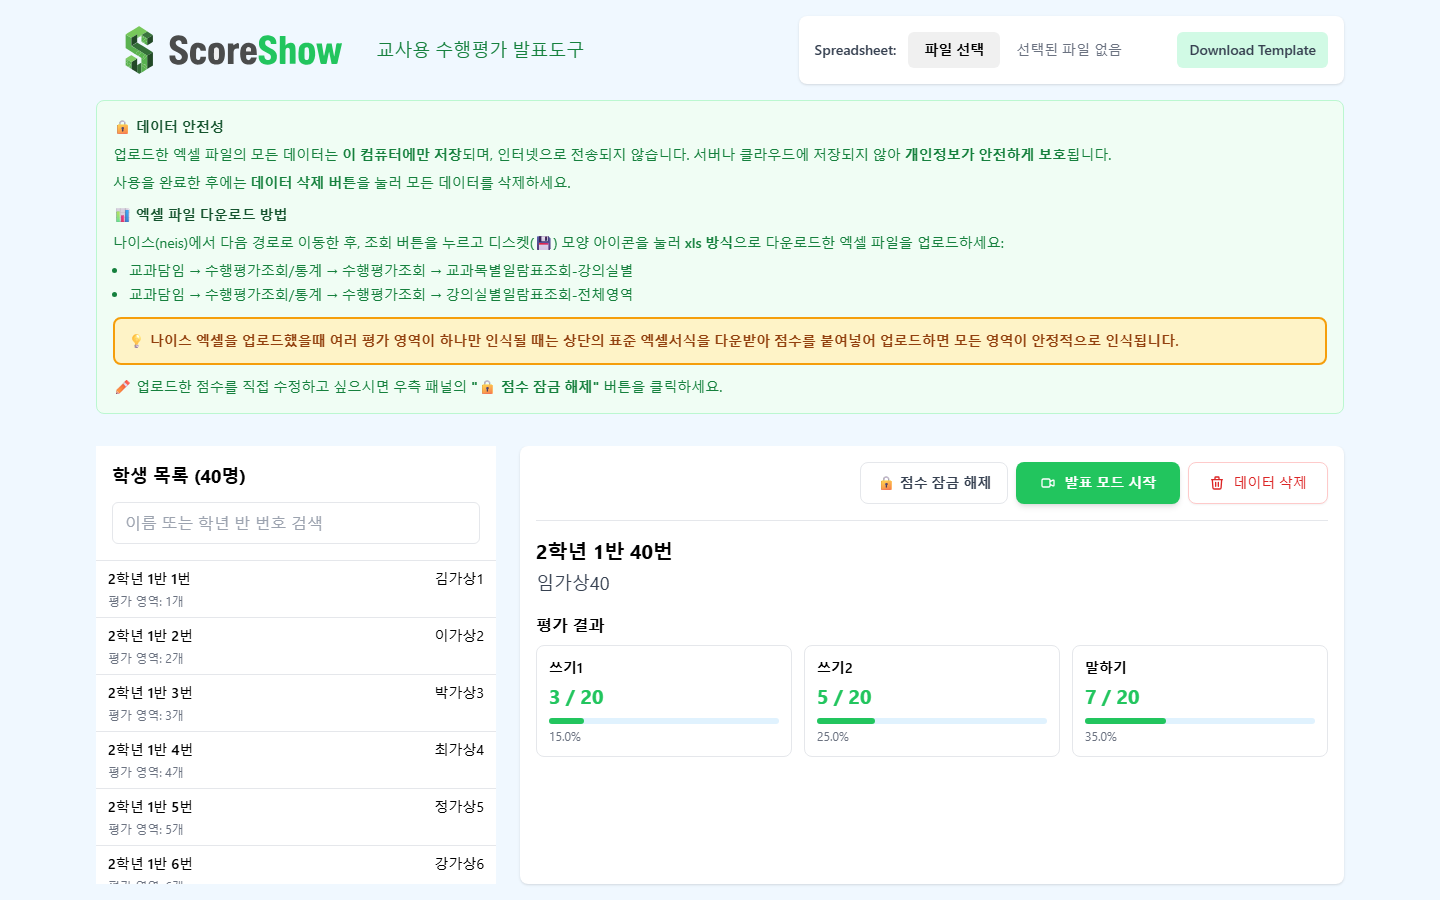 ScoreShow
교사용 수행평가 발표도구
Spreadsheet: 파일 선택 선택된 파일 없음 Download Template
🔒 데이터 안전성
업로드한 엑셀 파일의 모든 데이터는 이 컴퓨터에만 저장되며, 인터넷으로 전송되지 않습니다. 서버나 클라우드에 저장되지 않아 개인정보가 안전하게 보호됩니다.
사용을 완료한 후에는 데이터 삭제 버튼을 눌러 모든 데이터를 삭제하세요.
📊 엑셀 파일 다운로드 방법
나이스(neis)에서 다음 경로로 이동한 후, 조회 버튼을 누르고 디스켓(💾) 모양 아이콘을 눌러 xls 방식으로 다운로드한 엑셀 파일을 업로드하세요:
• 교과담임 → 수행평가조회/통계 → 수행평가조회 → 교과목별일람표조회-강의실별
• 교과담임 → 수행평가조회/통계 → 수행평가조회 → 강의실별일람표조회-전체영역
💡 나이스 엑셀을 업로드했을때 여러 평가 영역이 하나만 인식될 때는 상단의 표준 엑셀서식을 다운받아 점수를 붙여넣어 업로드하면 모든 영역이 안정적으로 인식됩니다.
✏️ 업로드한 점수를 직접 수정하고 싶으시면 우측 패널의 "🔒 점수 잠금 해제" 버튼을 클릭하세요.
학생 목록 (40명)
이름 또는 학년 반 번호 검색
2학년 1반 1번 김가상1
평가 영역: 1개
2학년 1반 2번 이가상2
평가 영역: 2개
2학년 1반 3번 박가상3
평가 영역: 3개
2학년 1반 4번 최가상4
평가 영역: 4개
2학년 1반 5번 정가상5
평가 영역: 5개
2학년 1반 6번 강가상6
🔒 점수 잠금 해제 발표 모드 시작 데이터 삭제
2학년 1반 40번
임가상40
평가 결과
쓰기1
3 / 20
15.0%
쓰기2
5 / 20
25.0%
말하기
7 / 20
35.0%